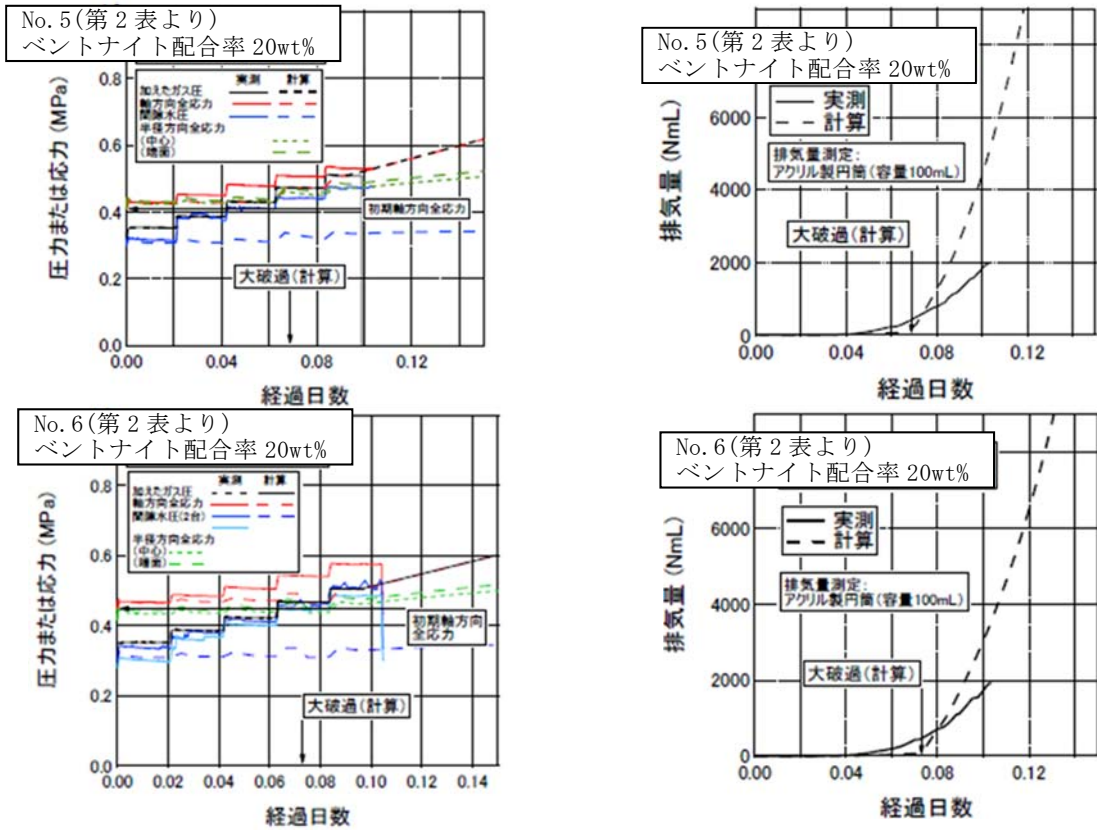 No.5(第2表より)
ベントナイト配合率 20wt%
実測 計算
加えたガス圧
軸方向全応力
間隙水圧
半径方向全応力
(中心)
(端面)
初期軸方向全応力
大破過(計算)
圧力または応力 (MPa)
0.8
0.6
0.4
0.2
0.0
0.00 0.04 0.08 0.12
経過日数
No.5(第2表より)
ベントナイト配合率 20wt%
実測
計算
排気量測定:
アクリル製円筒(容量100mL)
大破過(計算)
排気量 (NmL)
6000
4000
2000
0
0.00 0.04 0.08 0.12
経過日数
No.6(第2表より)
ベントナイト配合率 20wt%
実測 計算
加えたガス圧
軸方向全応力
間隙水圧(2台)
半径方向全応力
(中心)
(端面)
初期軸方向
全応力
大破過(計算)
圧力または応力 (MPa)
0.8
0.6
0.4
0.2
0.0
0.00 0.02 0.04 0.06 0.08 0.10 0.12 0.14
経過日数
No.6(第2表より)
ベントナイト配合率 20wt%
実測
計算
排気量測定:
アクリル製円筒(容量100mL)
大破過(計算)
排気量 (NmL)
6000
4000
2000
0
0.00 0.04 0.08 0.12
経過日数